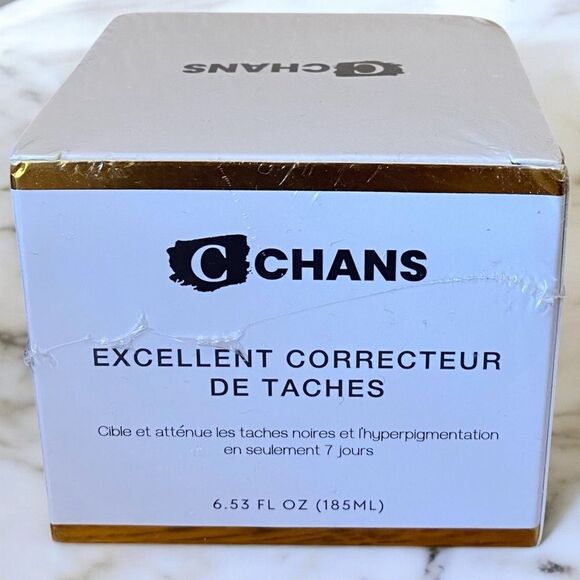 C CHANS
C CHANS
EXCELLENT CORRECTEUR
DE TACHES
Cible et atténue les taches noires et l'hyperpigmentation
en seulement 7 jours
6.53 FL OZ (185ML)